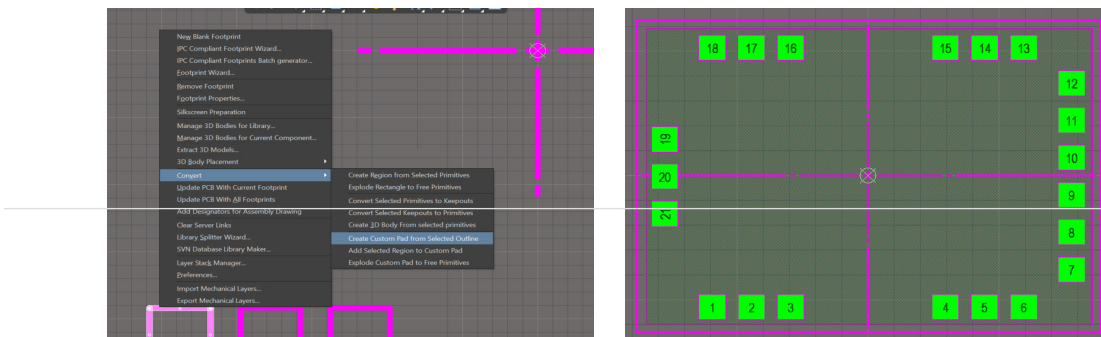 New Blank Footprint
IPC Compliant Footprint Wizard...
IPC Compliant Footprints Batch generator...
Footprint Wizard...
Remove Footprint
Footprint Properties...
Silkscreen Preparation
Manage 3D Bodies for Library...
Manage 3D Bodies for Current Component...
Extract 3D Models...
3D Body Placement
Convert
Update PCB With Current Footprint
Update PCB With All Footprints
Add Designators for Assembly Drawing
Clear Server Links
Library Splitter Wizard...
SVN Database Library Maker...
Layer Stack Manager...
Preferences...
Import Mechanical Layers...
Export Mechanical Layers...
Create Region from Selected Primitives
Explode Rectangle to Free Primitives
Convert Selected Primitives to Keepouts
Convert Selected Keepouts to Primitives
Create 3D Body From selected primitives
Create Custom Pad from Selected Outline
Add Selected Region to Custom Pad
Explode Custom Pad to Free Primitives
18 17 16 15 14 13
12
11
19
10
20
9
21
8
7
1 2 3 4 5 6